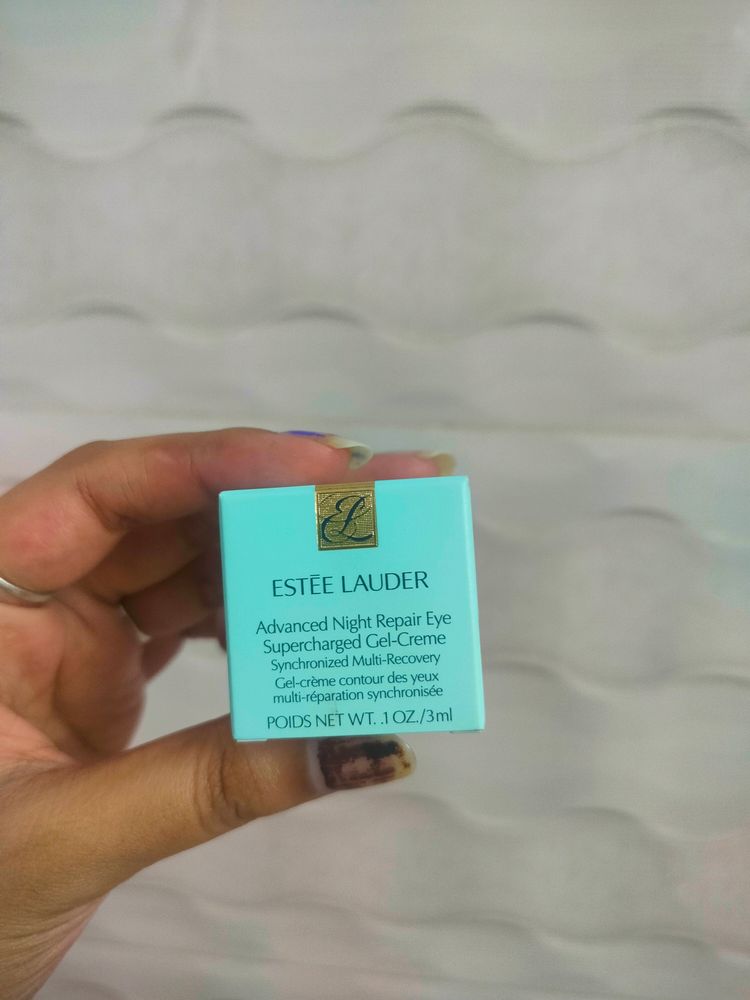 EL
ESTĒE LAUDER
Advanced Night Repair Eye
Supercharged Gel-Creme
Synchronized Multi-Recovery
Gel-crème contour des yeux
multi-réparation synchronisée
POIDS NET WT. .1 OZ./3ml